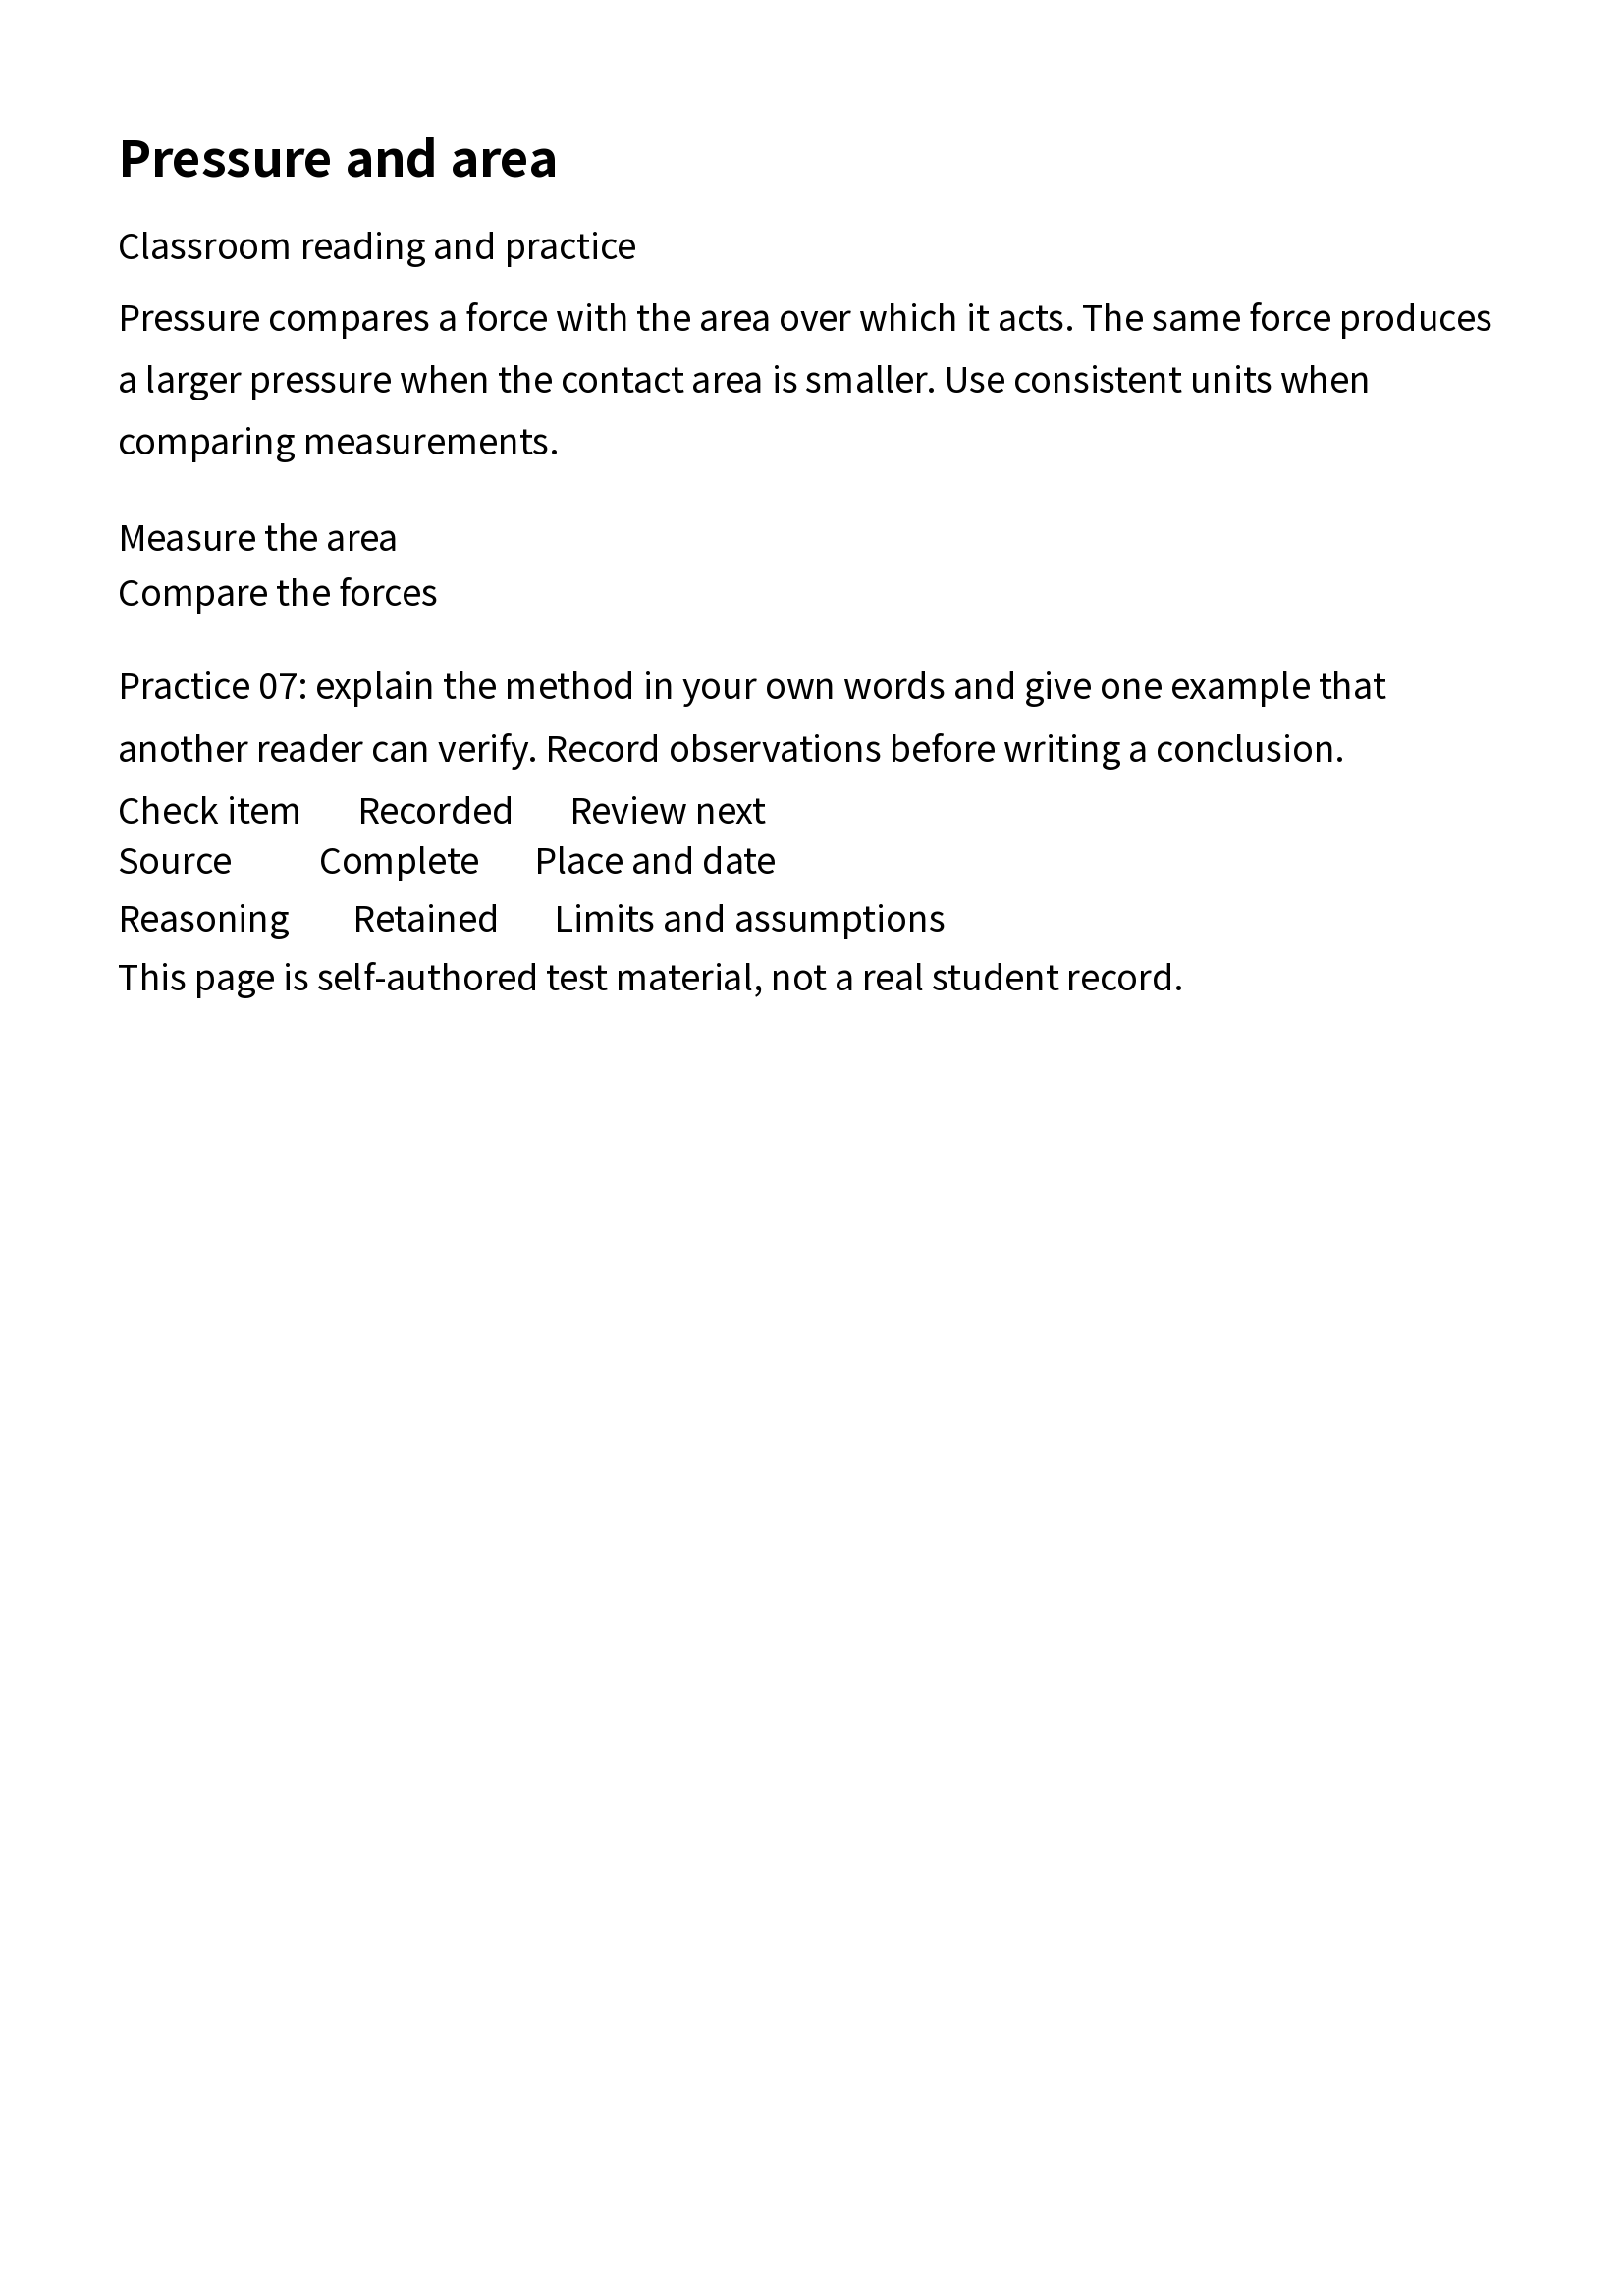 Pressure and area
Classroom reading and practice
Pressure compares a force with the area over which it acts. The same force produces
a larger pressure when the contact area is smaller. Use consistent units when
comparing measurements.
Measure the area
Compare the forces
Practice 07: explain the method in your own words and give one example that
another reader can verify. Record observations before writing a conclusion.
Check item Recorded Review next
Source Complete Place and date
Reasoning Retained Limits and assumptions
This page is self-authored test material, not a real student record.